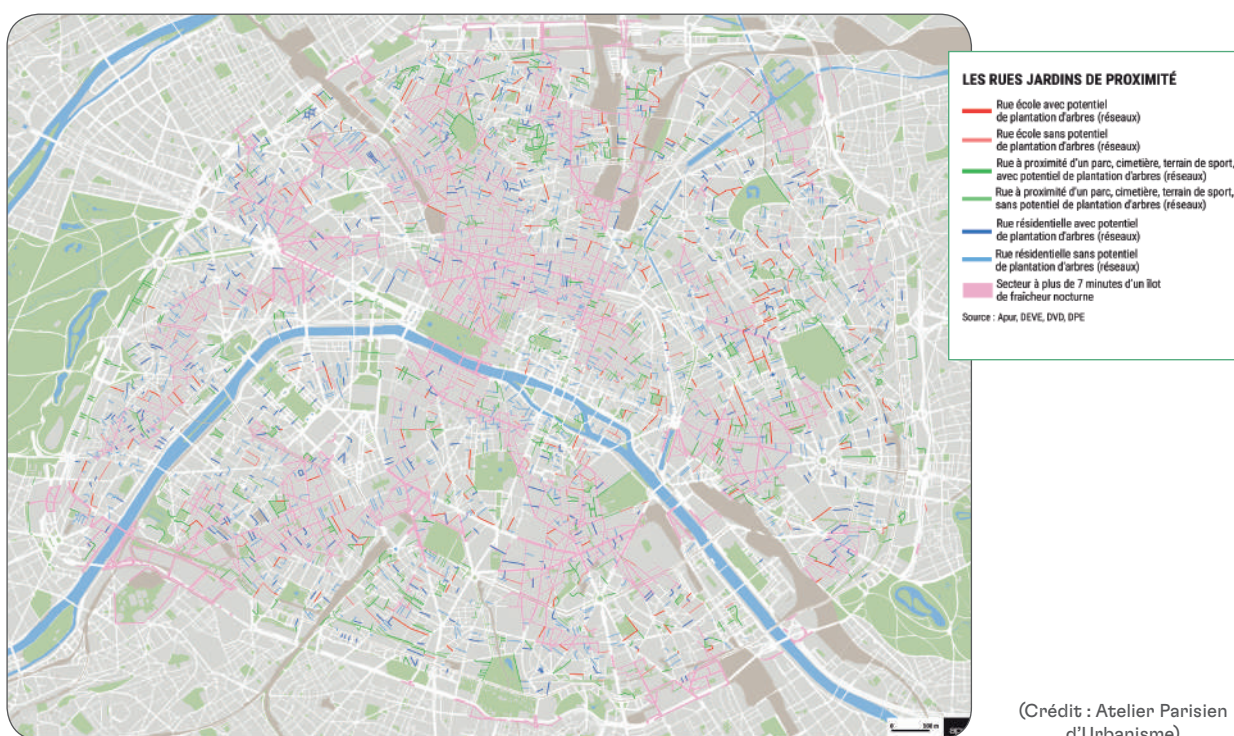 LES RUES JARDINS DE PROXIMITÉ
Rue école avec potentiel
de plantation d'arbres (réseaux)
Rue école sans potentiel
de plantation d'arbres (réseaux)
Rue à proximité d'un parc, cimetière, terrain de sport,
avec potentiel de plantation d'arbres (réseaux)
Rue à proximité d'un parc, cimetière, terrain de sport,
sans potentiel de plantation d'arbres (réseaux)
Rue résidentielle avec potentiel
de plantation d'arbres (réseaux)
Rue résidentielle sans potentiel
de plantation d'arbres (réseaux)
Secteur à plus de 7 minutes d'un îlot
de fraîcheur nocturne
Source : Apur, DEVE, DVD, DPE
0
(Crédit : Atelier Parisien
d'Urbanisme)